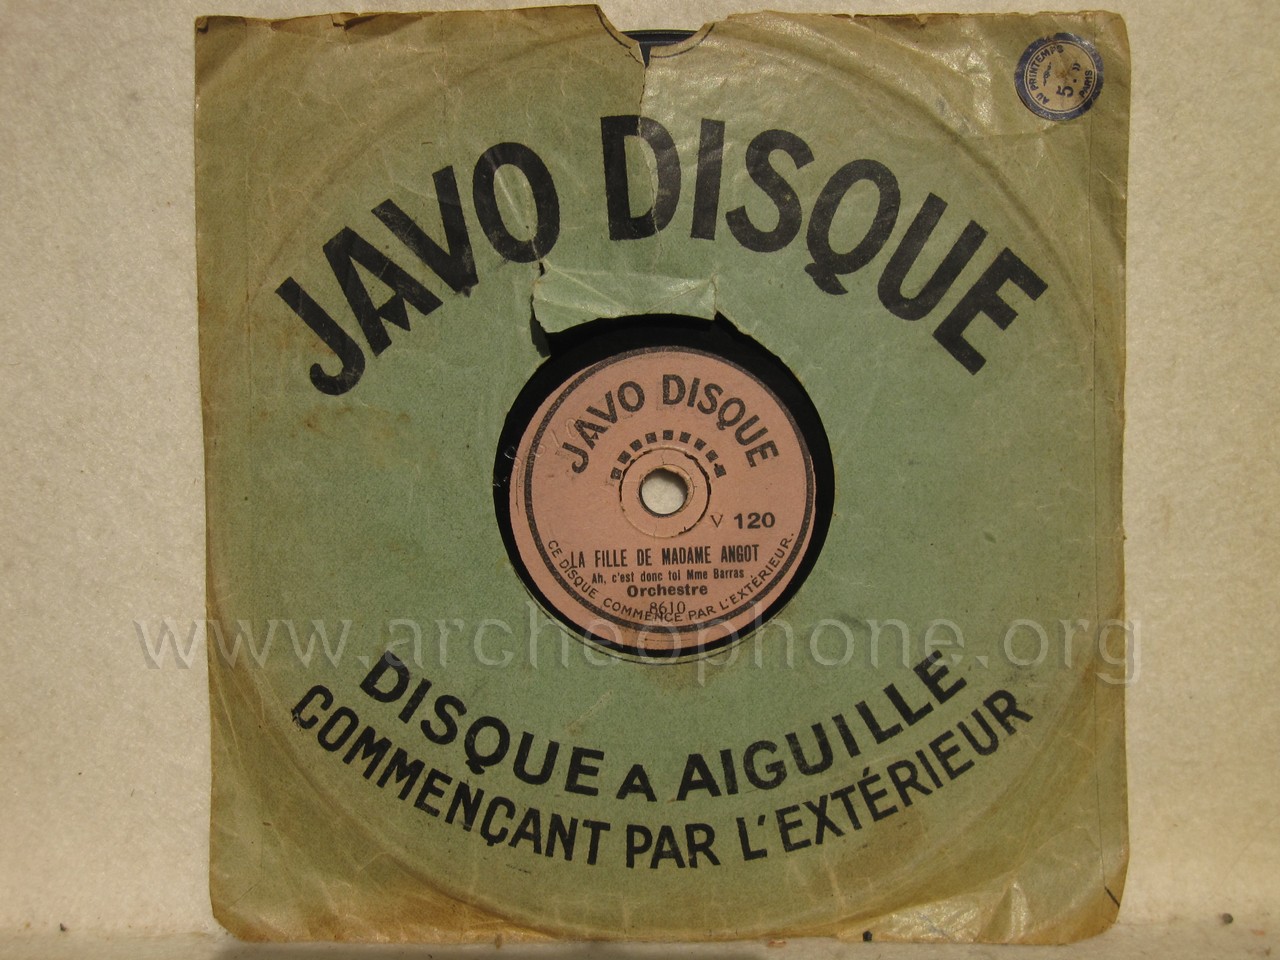 AU PRINTEMPS
5. "
PARIS
JAVO DISQUE
JAVO DISQUE
V 120
LA FILLE DE MADAME ANGOT
Ah, c'est donc toi Mme Barras
Orchestre
8610
CE DISQUE COMMENCE PAR L'EXTÉRIEUR.
www.archeophone.org
DISQUE A AIGUILLE
COMMENÇANT PAR L'EXTÉRIEUR